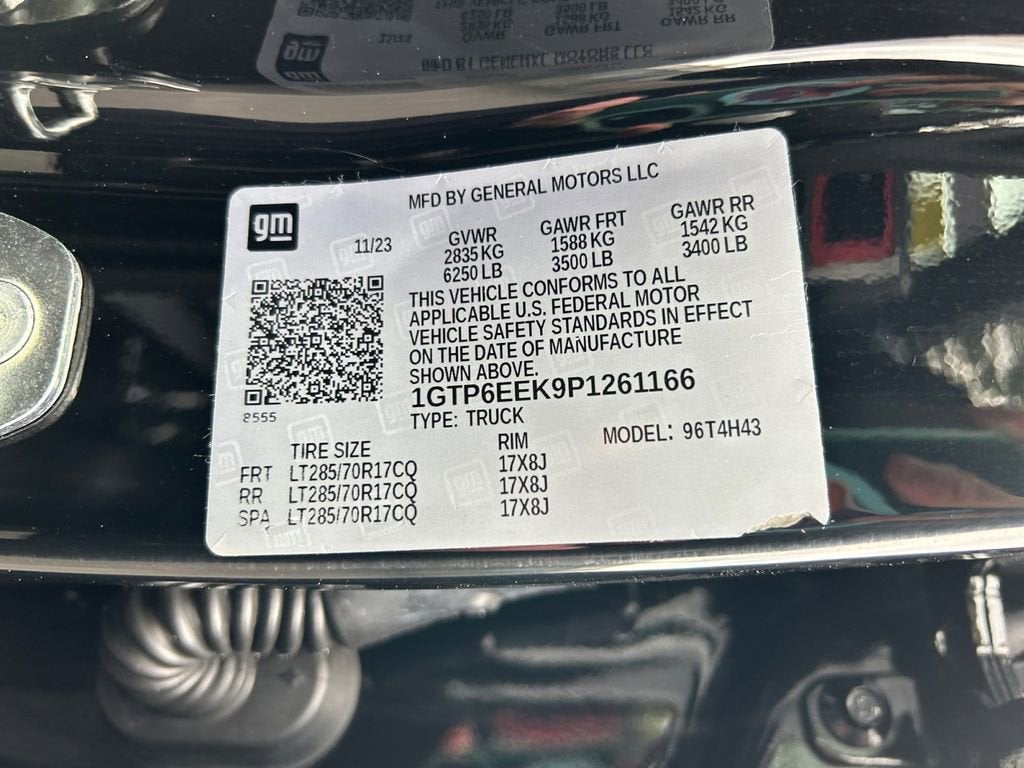 MFD BY GENERAL MOTORS LLC
gm
11/23
GVWR GAWR FRT GAWR RR
2835 KG 1588 KG 1542 KG
6250 LB 3500 LB 3400 LB
THIS VEHICLE CONFORMS TO ALL
APPLICABLE U.S. FEDERAL MOTOR
VEHICLE SAFETY STANDARDS IN EFFECT
ON THE DATE OF MANUFACTURE
SHOWN ABOVE.
1GTP6EEK9P1261166
8555
TYPE: TRUCK
MODEL: 96T4H43
TIRE SIZE RIM
FRT LT285/70R17CQ 17X8J
RR LT285/70R17CQ 17X8J
SPA LT285/70R17CQ 17X8J